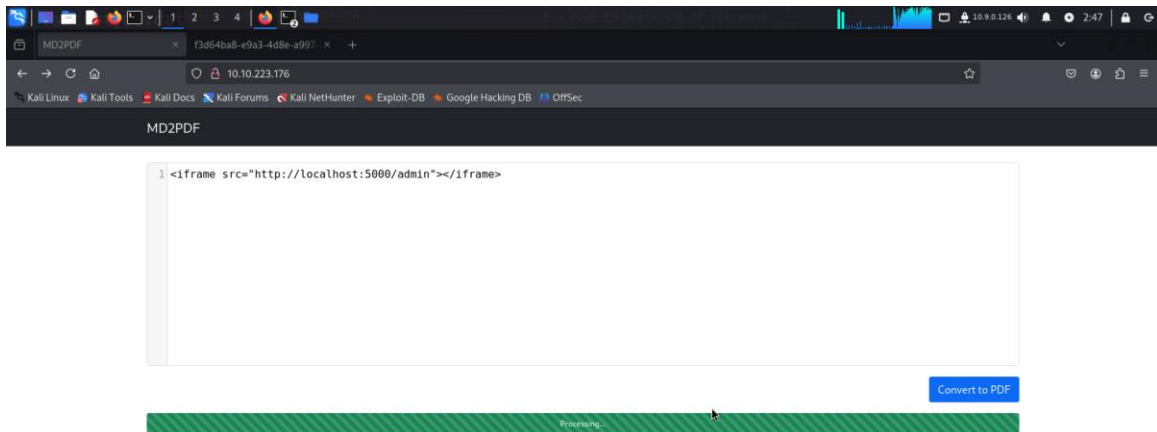 1 2 3 4 10.9.0.126 2:47
MD2PDF f3d64ba8-e9a3-4d8e-a997-
10.10.223.176
Kali Linux Kali Tools Kali Docs Kali Forums Kali NetHunter Exploit-DB Google Hacking DB OffSec
MD2PDF
1 <iframe src="http://localhost:5000/admin"></iframe>
Convert to PDF
Processing...